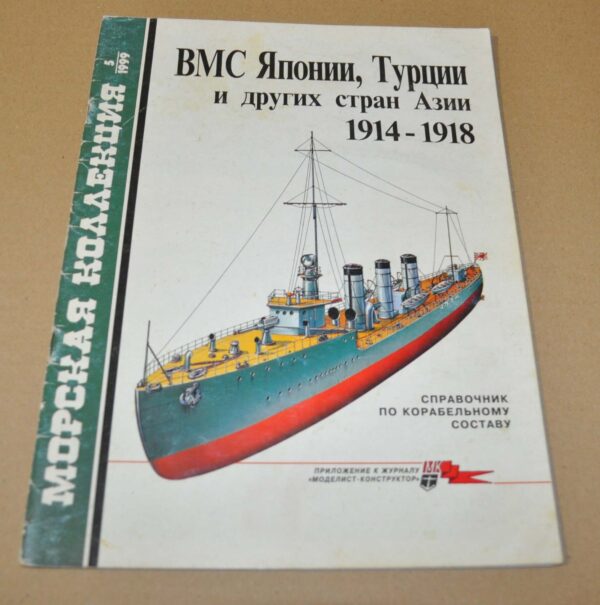 ВМС Японии, Турции
и других стран Азии
1914 - 1918
МОРСКАЯ КОЛЛЕКЦИЯ
5
1999
СПРАВОЧНИК
ПО КОРАБЕЛЬНОМУ
СОСТАВУ
ПРИЛОЖЕНИЕ К ЖУРНАЛУ
«МОДЕЛИСТ-КОНСТРУКТОР»
МК